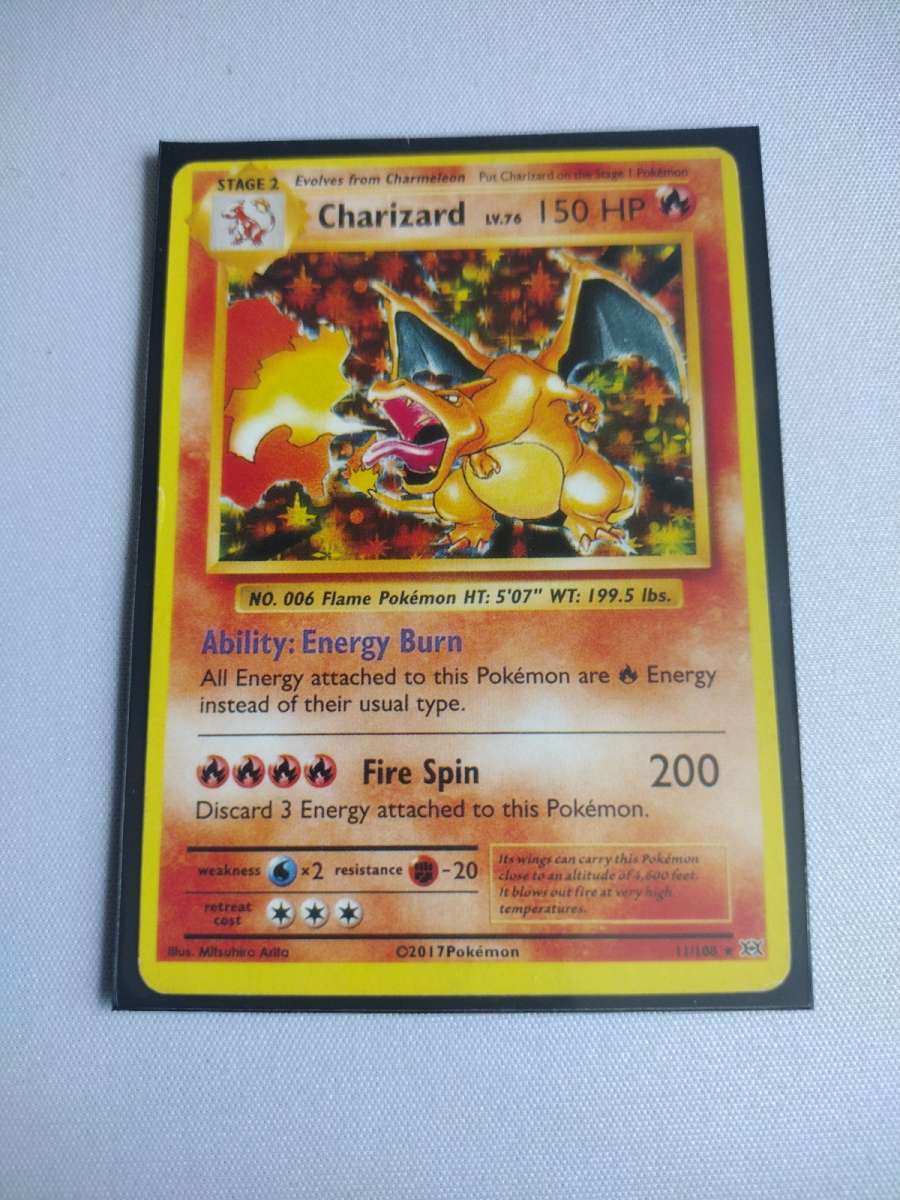 STAGE 2 Evolves from Charmeleon Put Charizard on the Stage 1 Pokémon
Charizard LV.76 150 HP
NO. 006 Flame Pokémon HT: 5'07" WT: 199.5 lbs.
Ability: Energy Burn
All Energy attached to this Pokémon are Energy
instead of their usual type.
Fire Spin 200
Discard 3 Energy attached to this Pokémon.
weakness ×2 resistance -20
retreat
cost
Its wings can carry this Pokémon
close to an altitude of 4,600 feet.
It blows out fire at very high
temperatures.
Illus. Mitsuhiro Arita ©2017Pokémon 11/108